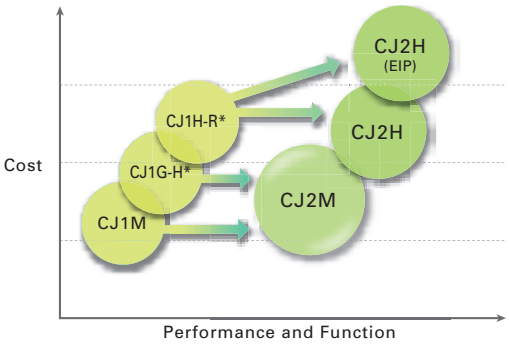 CJ2H
(EIP)
CJ1H-R*
CJ2H
Cost
CJ1G-H*
CJ2M
CJ1M
Performance and Function